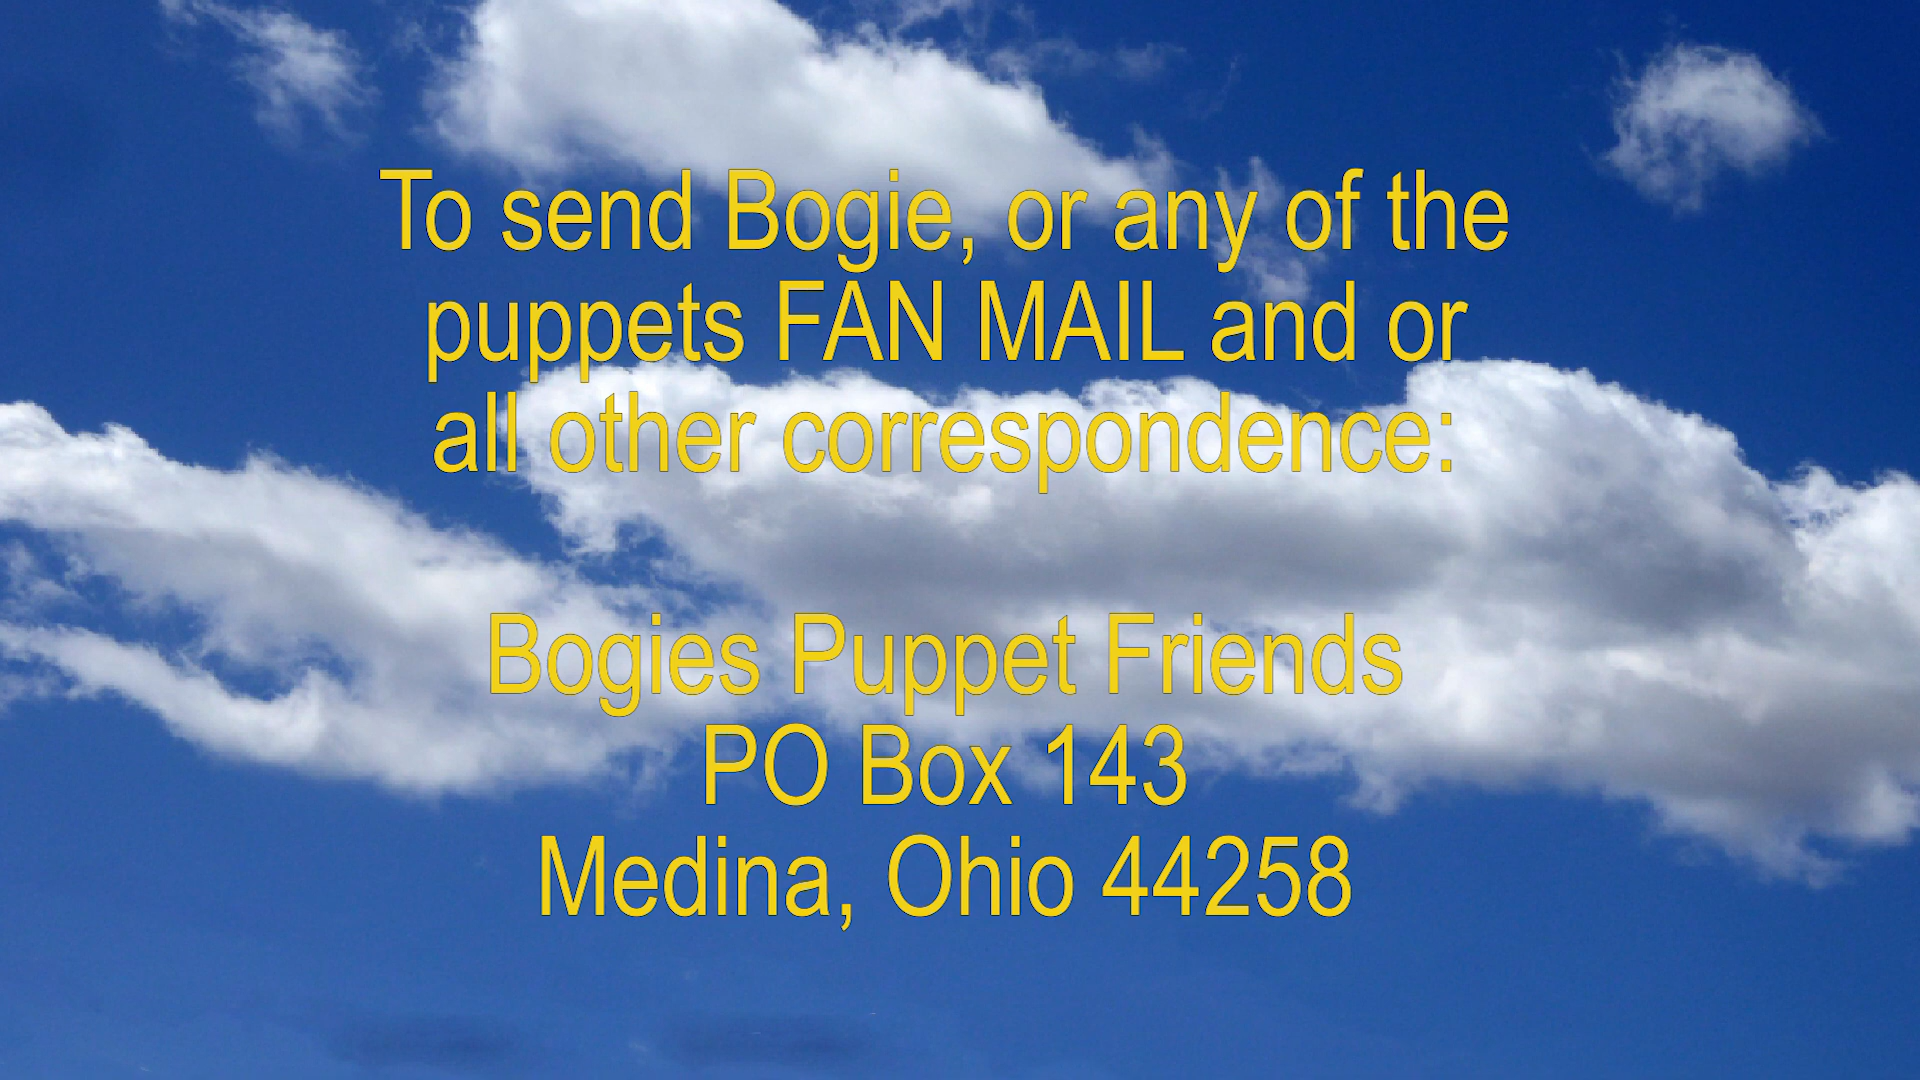 To send Bogie, or any of the
puppets FAN MAIL and or
all other correspondence:
Bogies Puppet Friends
PO Box 143
Medina, Ohio 44258